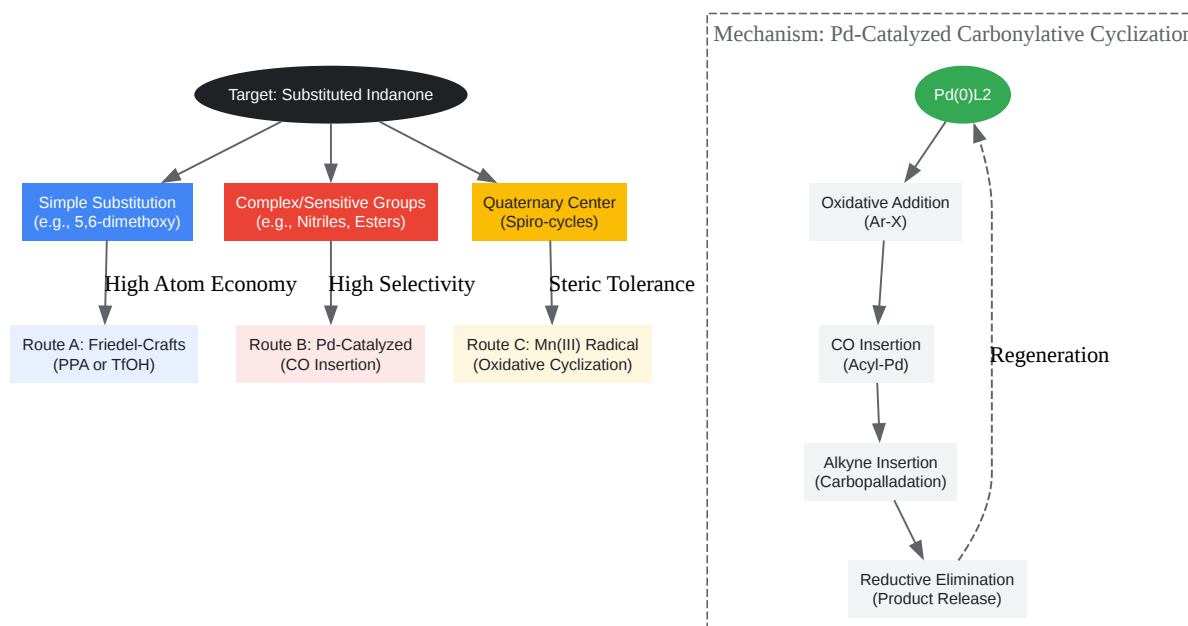 Mechanism: Pd-Catalyzed Carbonylative Cyclization
Target: Substituted Indanone
Simple Substitution
(e.g., 5,6-dimethoxy)
Complex/Sensitive Groups
(e.g., Nitriles, Esters)
Quaternary Center
(Spiro-cycles)
High Atom Economy
High Selectivity
Steric Tolerance
Route A: Friedel-Crafts
(PPA or TfOH)
Route B: Pd-Catalyzed
(CO Insertion)
Route C: Mn(III) Radical
(Oxidative Cyclization)
Pd(0)L2
Oxidative Addition
(Ar-X)
CO Insertion
(Acyl-Pd)
Regeneration
Alkyne Insertion
(Carbopalladation)
Reductive Elimination
(Product Release)